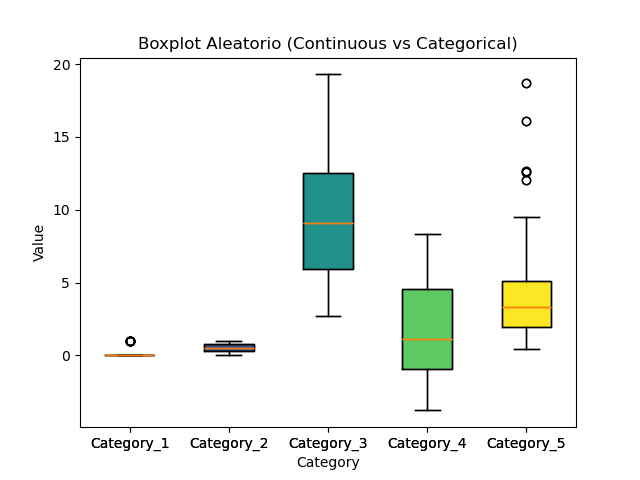 Boxplot Aleatorio (Continuous vs Categorical)
20
15
10
5
0
Value
Category_1 Category_2 Category_3 Category_4 Category_5
Category